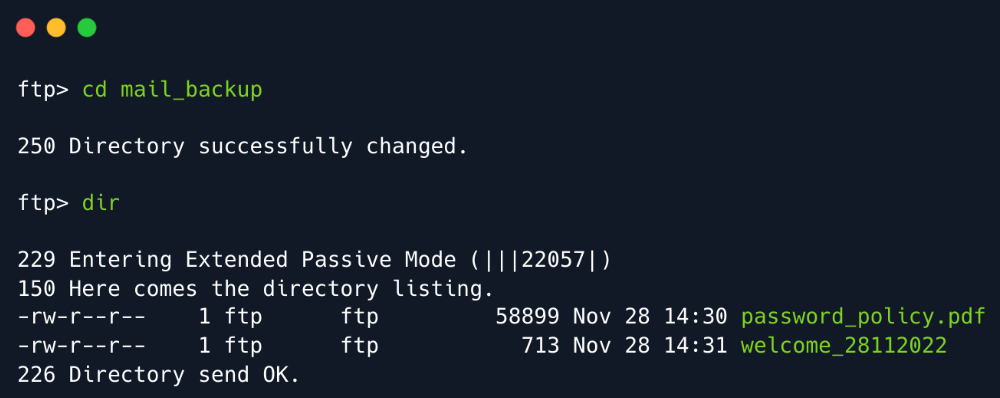 ftp> cd mail_backup
250 Directory successfully changed.
ftp> dir
229 Entering Extended Passive Mode (|||22057|)
150 Here comes the directory listing.
-rw-r--r--    1 ftp      ftp         58899 Nov 28 14:30 password_policy.pdf
-rw-r--r--    1 ftp      ftp           713 Nov 28 14:31 welcome_28112022
226 Directory send OK.